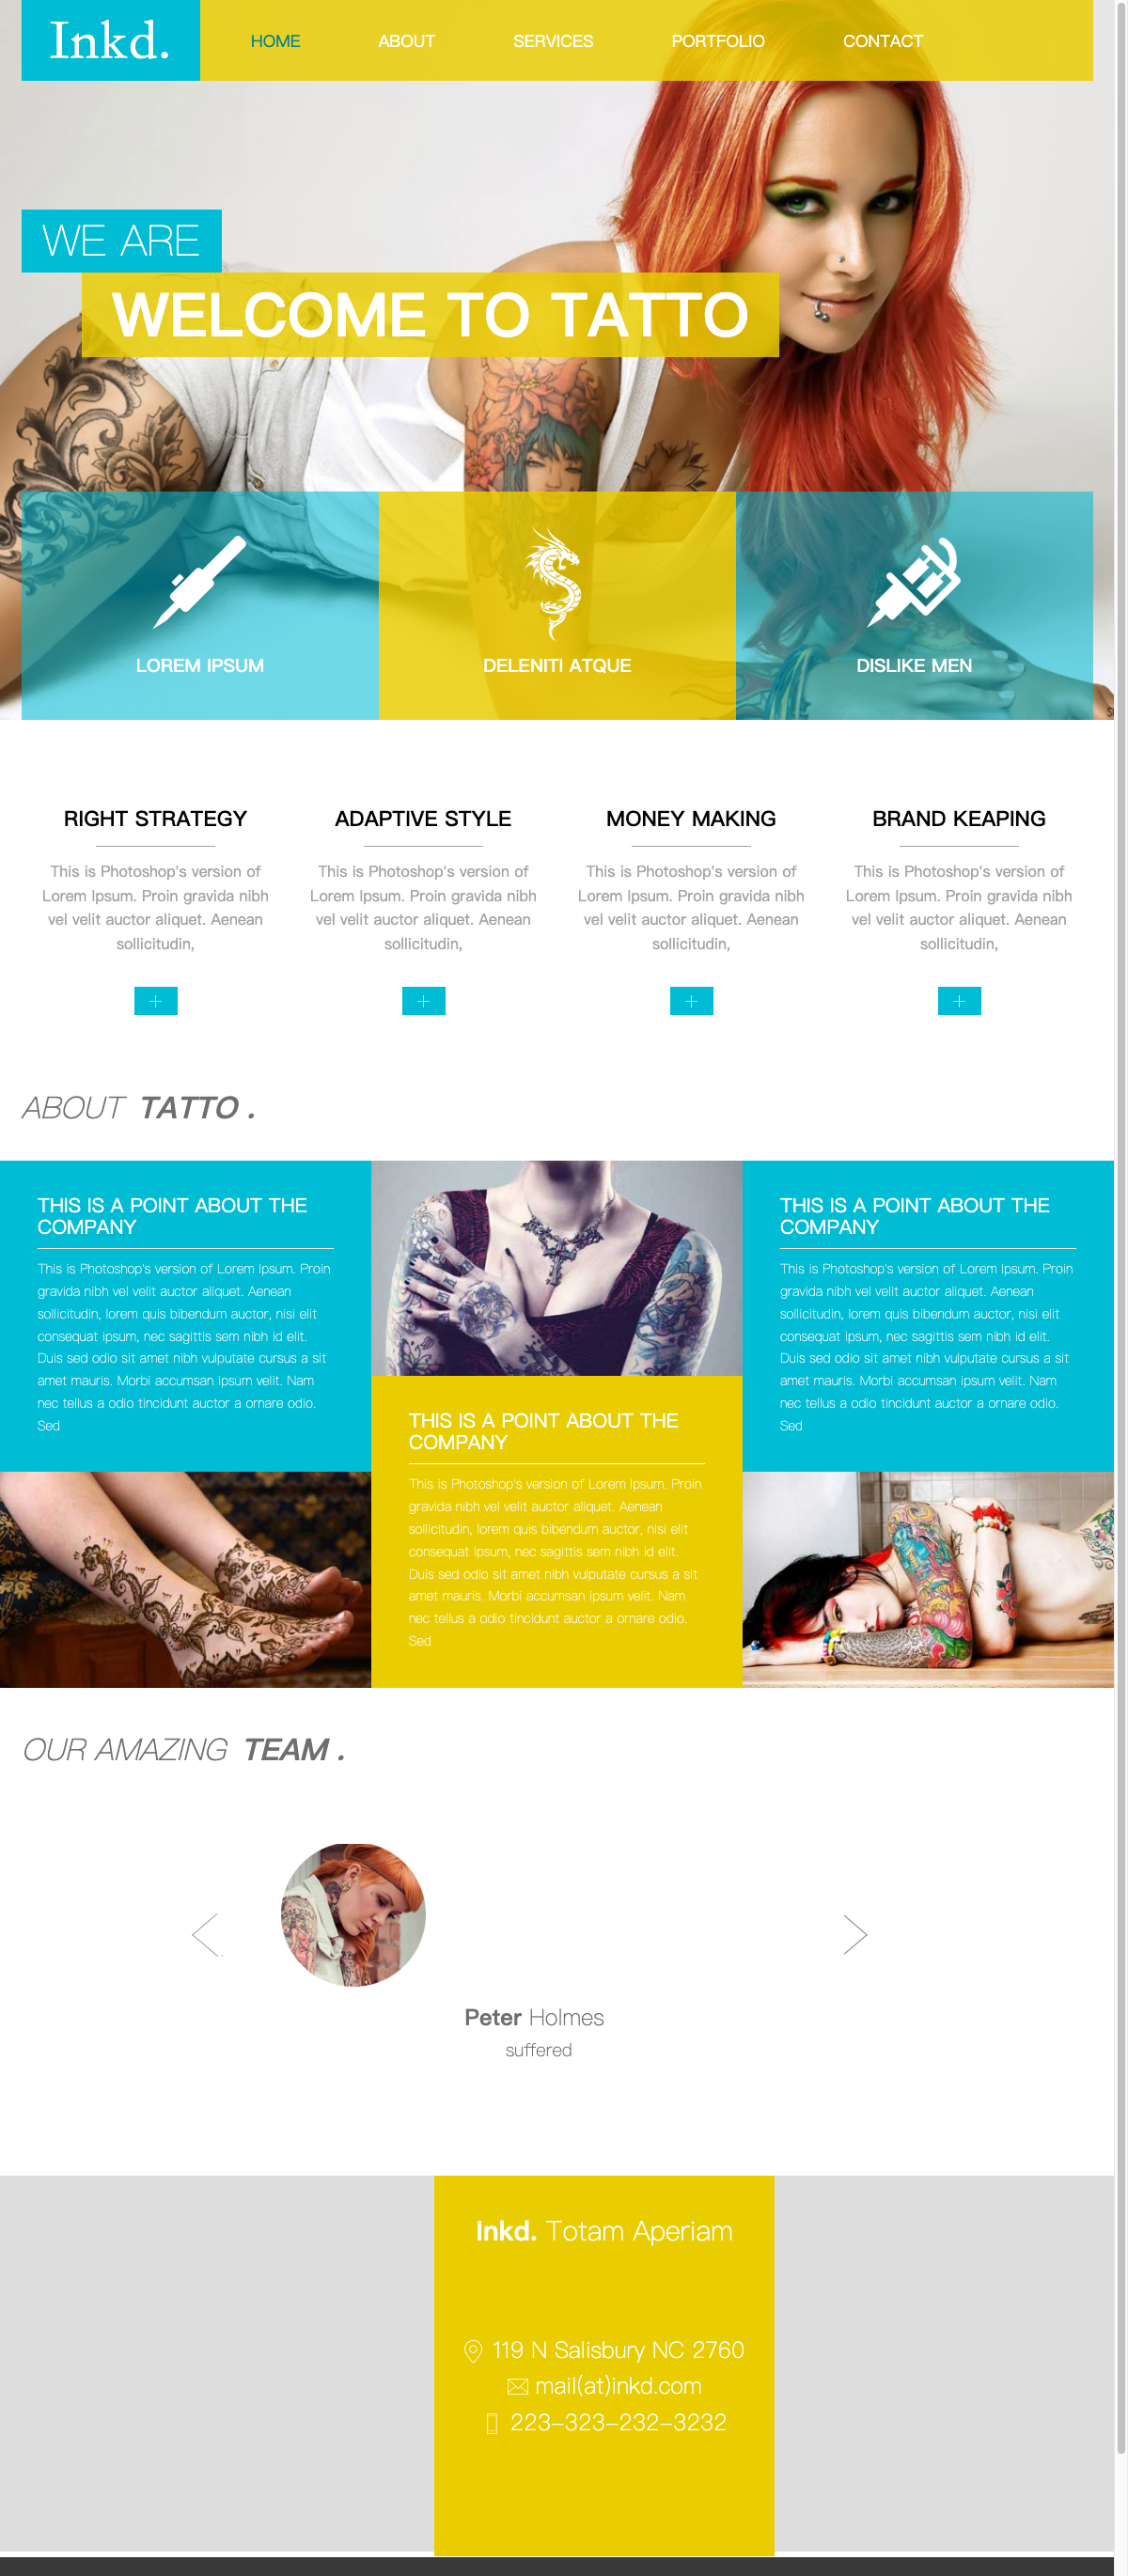 Inkd.
HOME
ABOUT
SERVICES
PORTFOLIO
CONTACT
WE ARE
WELCOME TO TATTO
LOREM IPSUM
DELENITI ATQUE
DISLIKE MEN
RIGHT STRATEGY
This is Photoshop's version of
Lorem Ipsum. Proin gravida nibh
vel velit auctor aliquet. Aenean
sollicitudin,
ADAPTIVE STYLE
This is Photoshop's version of
Lorem Ipsum. Proin gravida nibh
vel velit auctor aliquet. Aenean
sollicitudin,
MONEY MAKING
This is Photoshop's version of
Lorem Ipsum. Proin gravida nibh
vel velit auctor aliquet. Aenean
sollicitudin,
BRAND KEAPING
This is Photoshop's version of
Lorem Ipsum. Proin gravida nibh
vel velit auctor aliquet. Aenean
sollicitudin,
ABOUT TATTO .
THIS IS A POINT ABOUT THE
COMPANY
This is Photoshop's version of Lorem Ipsum. Proin
gravida nibh vel velit auctor aliquet. Aenean
sollicitudin, lorem quis bibendum auctor, nisi elit
consequat ipsum, nec sagittis sem nibh id elit.
Duis sed odio sit amet nibh vulputate cursus a sit
amet mauris. Morbi accumsan ipsum velit. Nam
nec tellus a odio tincidunt auctor a ornare odio.
Sed
THIS IS A POINT ABOUT THE
COMPANY
This is Photoshop's version of Lorem Ipsum. Proin
gravida nibh vel velit auctor aliquet. Aenean
sollicitudin, lorem quis bibendum auctor, nisi elit
consequat ipsum, nec sagittis sem nibh id elit.
Duis sed odio sit amet nibh vulputate cursus a sit
amet mauris. Morbi accumsan ipsum velit. Nam
nec tellus a odio tincidunt auctor a ornare odio.
Sed
THIS IS A POINT ABOUT THE
COMPANY
This is Photoshop's version of Lorem Ipsum. Proin
gravida nibh vel velit auctor aliquet. Aenean
sollicitudin, lorem quis bibendum auctor, nisi elit
consequat ipsum, nec sagittis sem nibh id elit.
Duis sed odio sit amet nibh vulputate cursus a sit
amet mauris. Morbi accumsan ipsum velit. Nam
nec tellus a odio tincidunt auctor a ornare odio.
Sed
OUR AMAZING TEAM .
Peter Holmes
suffered
Inkd. Totam Aperiam
119 N Salisbury NC 2760
mail(at)inkd.com
223-323-232-3232